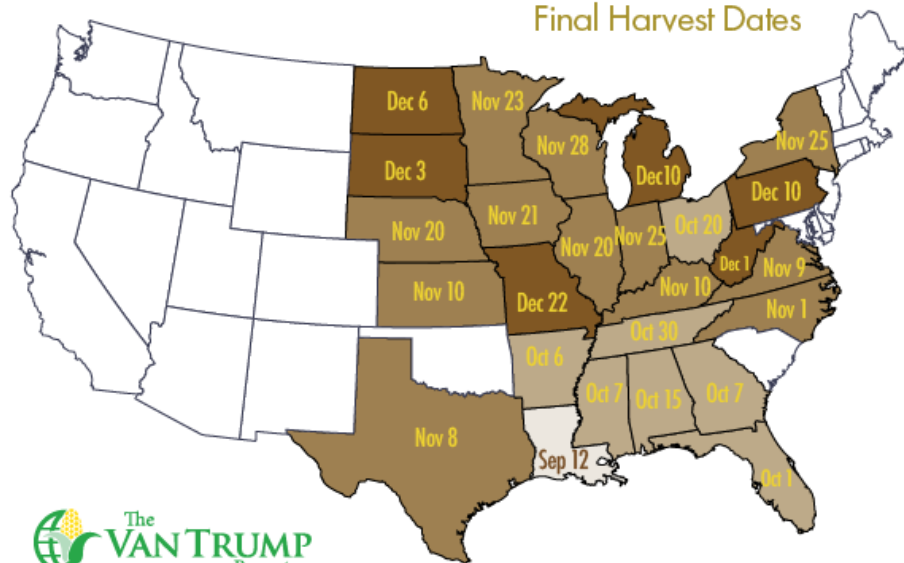 Final Harvest Dates
Dec 6
Nov 23
Nov 28
Dec 10
Nov 25
Dec 3
Dec 10
Nov 21
Oct 20
Nov 20
Nov 20
Nov 25
Dec 1
Nov 9
Nov 10
Dec 22
Nov 10
Nov 1
Oct 30
Oct 6
Oct 7
Oct 15
Oct 7
Nov 8
Sep 12
Oct 1
The
VAN TRUMP